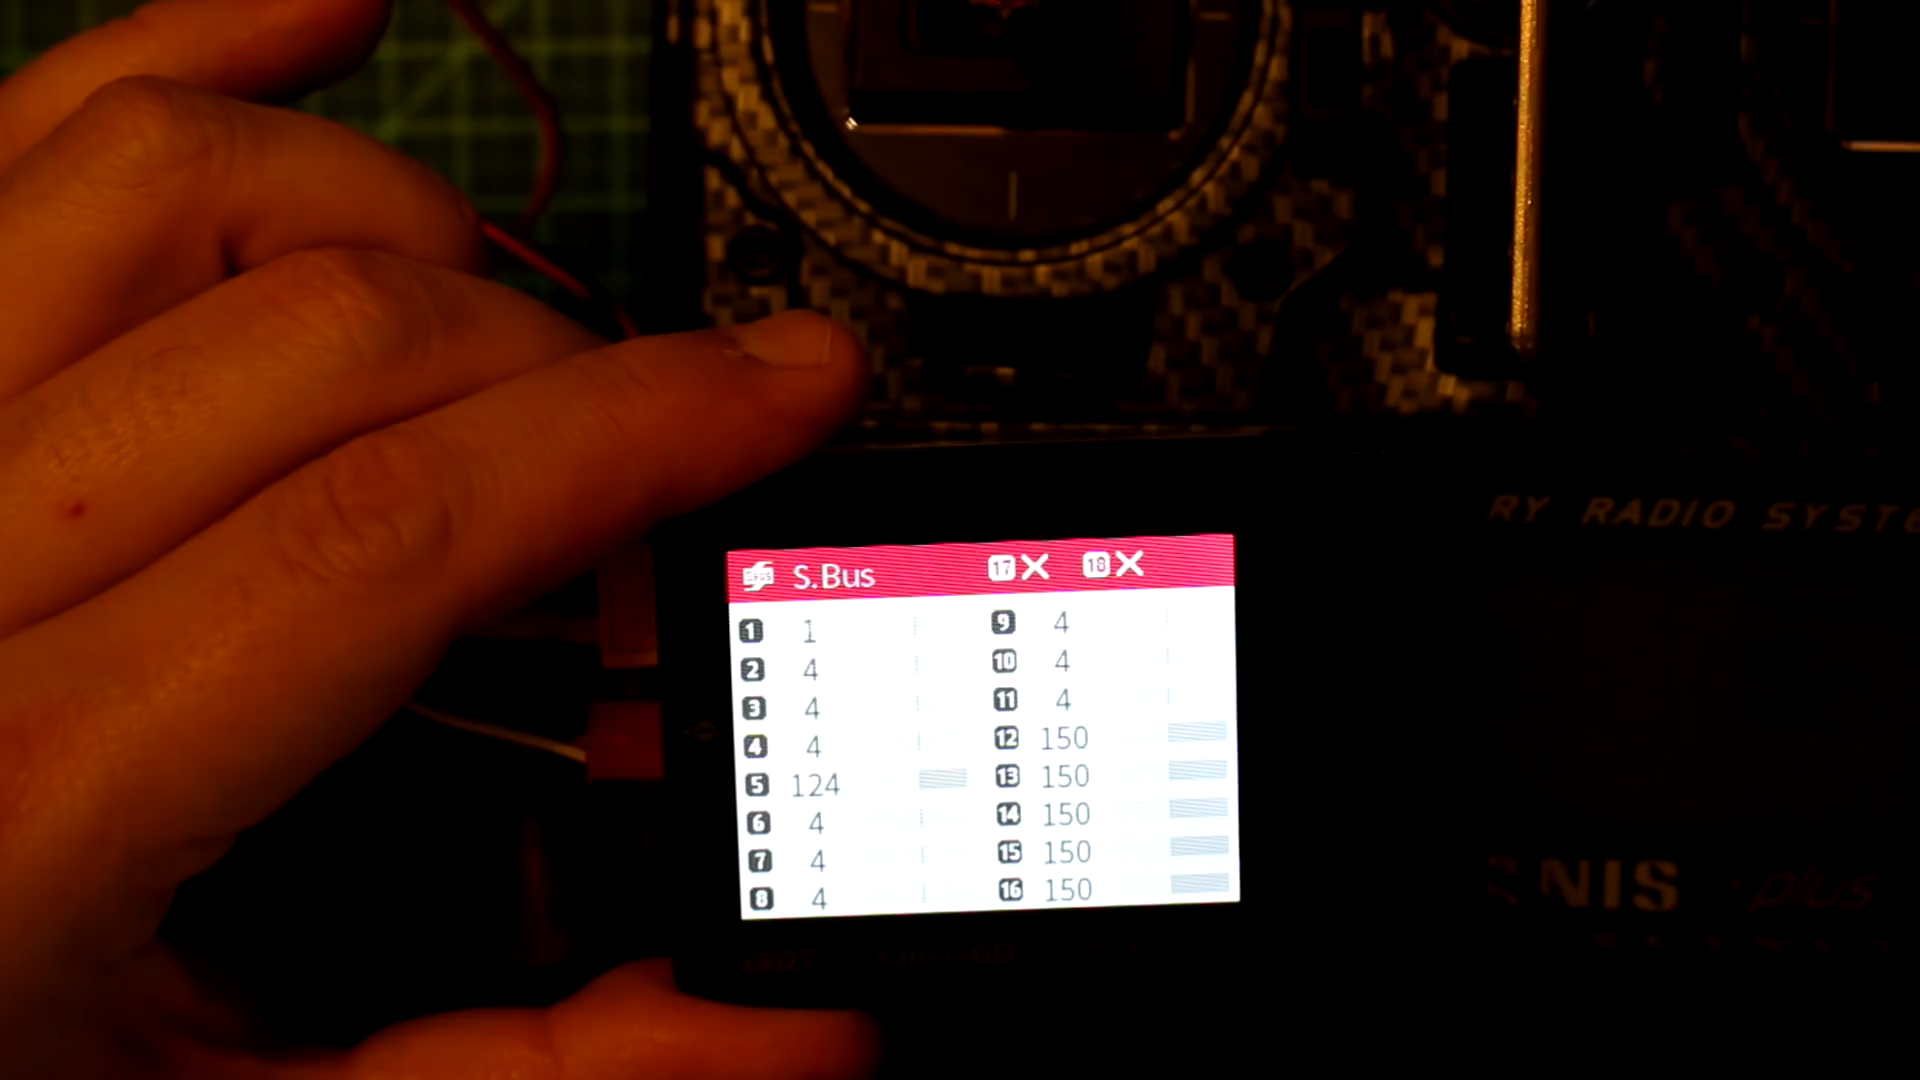 RY RADIO SYSTE
S.Bus 17 X 18 X
1 1 9 4
2 4 10 4
3 4 11 4
4 4 12 150
5 124 13 150
6 4 14 150
7 4 15 150
8 4 16 150
NIS plus
BatteryGO